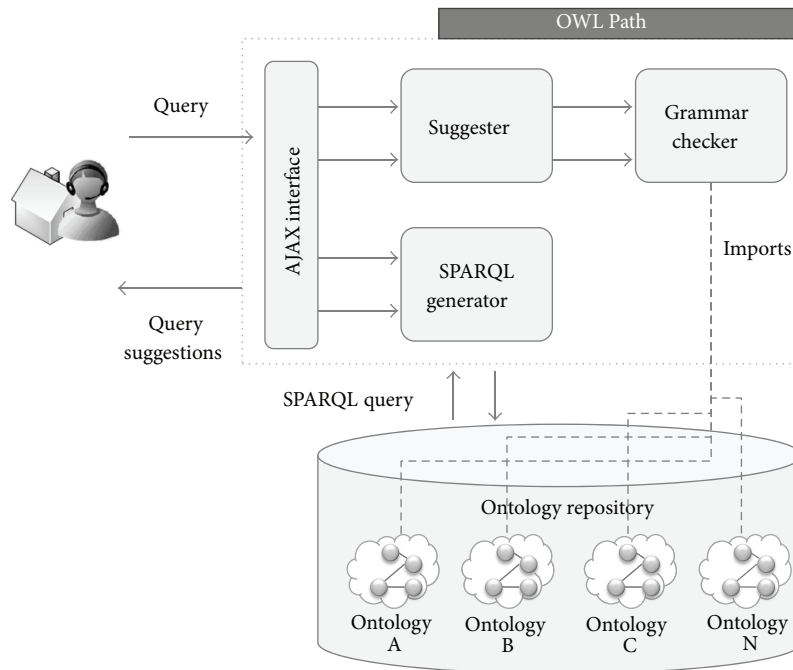 OWL Path
Query
AJAX interface
Suggester
Grammar
checker
SPARQL
generator
Imports
Query
suggestions
SPARQL query
Ontology repository
Ontology
A
Ontology
B
Ontology
C
Ontology
N